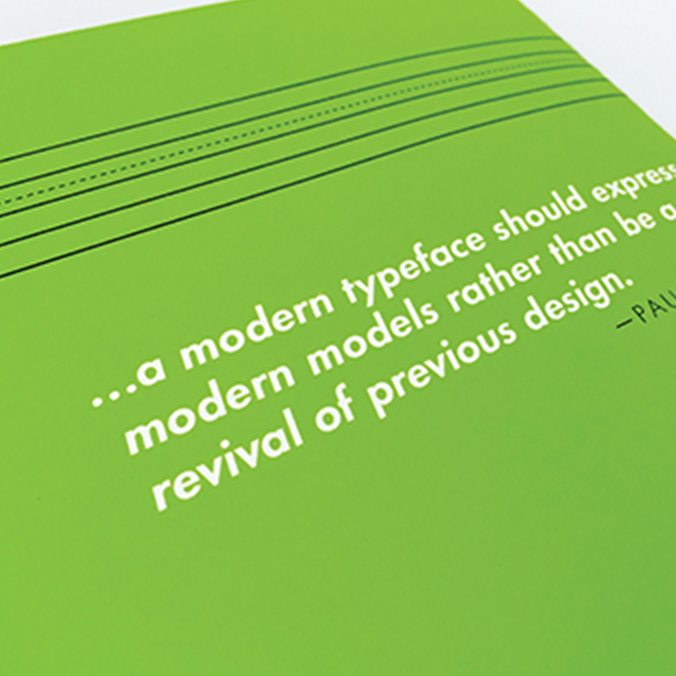 ...a modern typeface should express
modern models rather than be a
revival of previous design.
—PAU